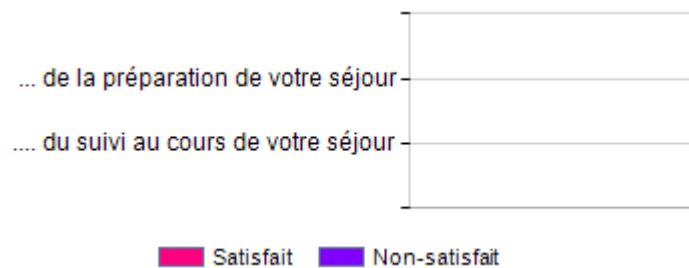 ... de la préparation de votre séjour
.... du suivi au cours de votre séjour
Satisfait Non-satisfait